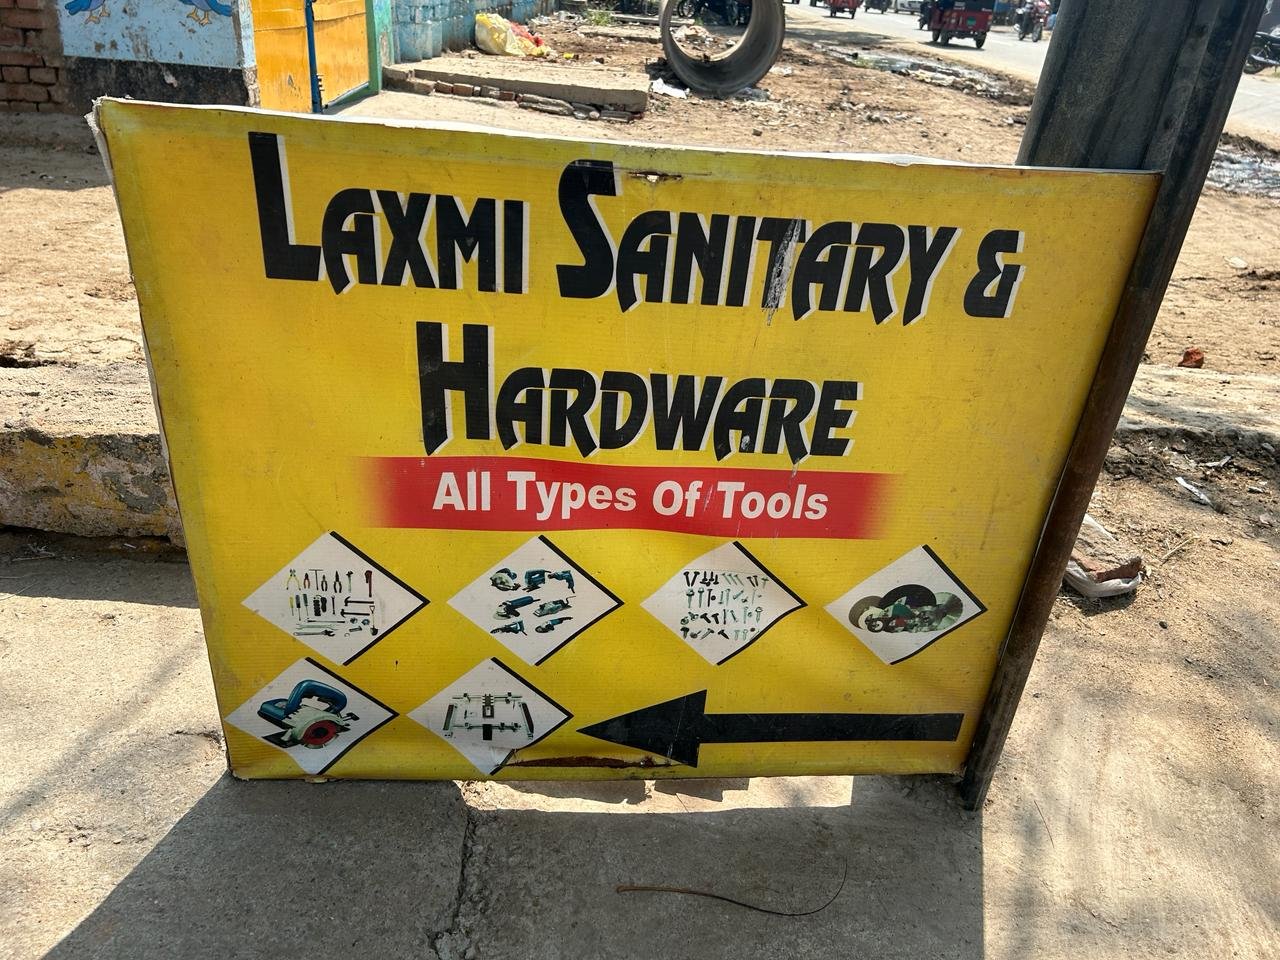 LAXMI SANITARY &
HARDWARE
All Types Of Tools